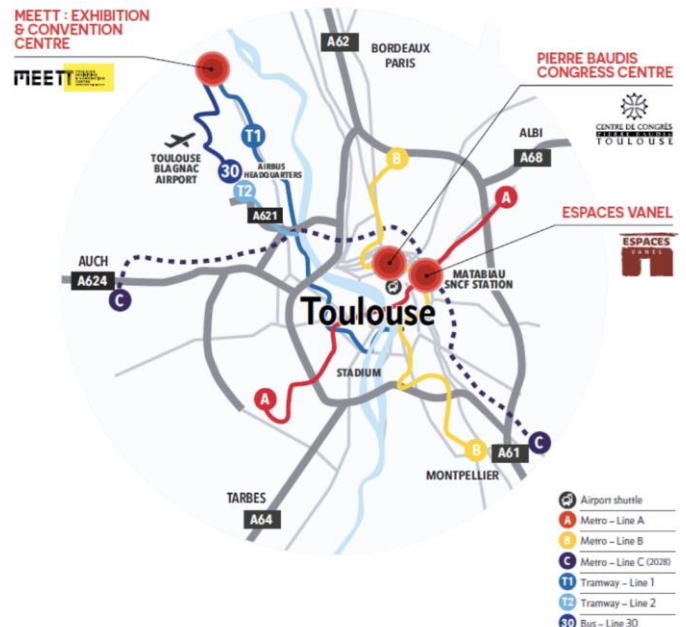 MEETT : EXHIBITION
& CONVENTION
CENTRE
MEETT
A62
BORDEAUX
PARIS
PIERRE BAUDIS
CONGRESS CENTRE
CENTRE DE CONGRÈS
PIERRE BAUDIS
TOULOUSE
T1
B
ALBI
A68
TOULOUSE
BLAGNAC
AIRPORT
30
AIRBUS
HEADQUARTERS
T2
A
A621
ESPACES VANEL
ESPACES
VANEL
AUCH
A624
C
MATABIAU
SNCF STATION
Toulouse
STADIUM
A
B
A61
C
MONTPELLIER
TARBES
A64
Airport shuttle
A Metro – Line A
B Metro – Line B
C Metro – Line C (2028)
T1 Tramway – Line 1
T2 Tramway – Line 2
30 Bus – Line 30